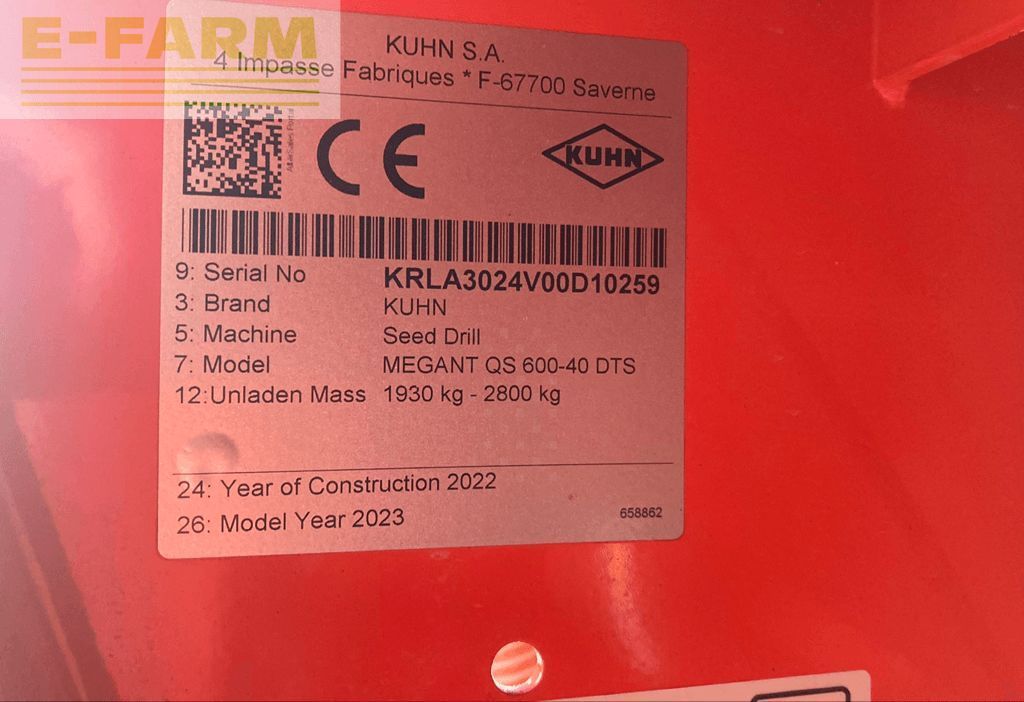 E-FARM
KUHN S.A.
4 Impasse Fabriques * F-67700 Saverne
KUHN
9: Serial No KRLA3024V00D10259
3: Brand KUHN
5: Machine Seed Drill
7: Model MEGANT QS 600-40 DTS
12:Unladen Mass 1930 kg - 2800 kg
24: Year of Construction 2022
26: Model Year 2023
658862